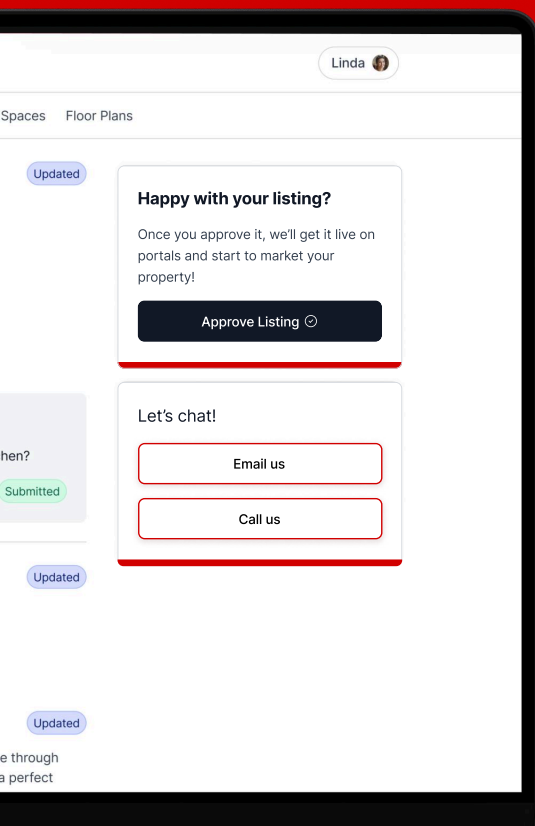 Linda
Spaces Floor Plans
Updated
Happy with your listing?
Once you approve it, we'll get it live on
portals and start to market your
property!
Approve Listing
Let's chat!
Email us
Call us
hen?
Submitted
Updated
Updated
e through
a perfect